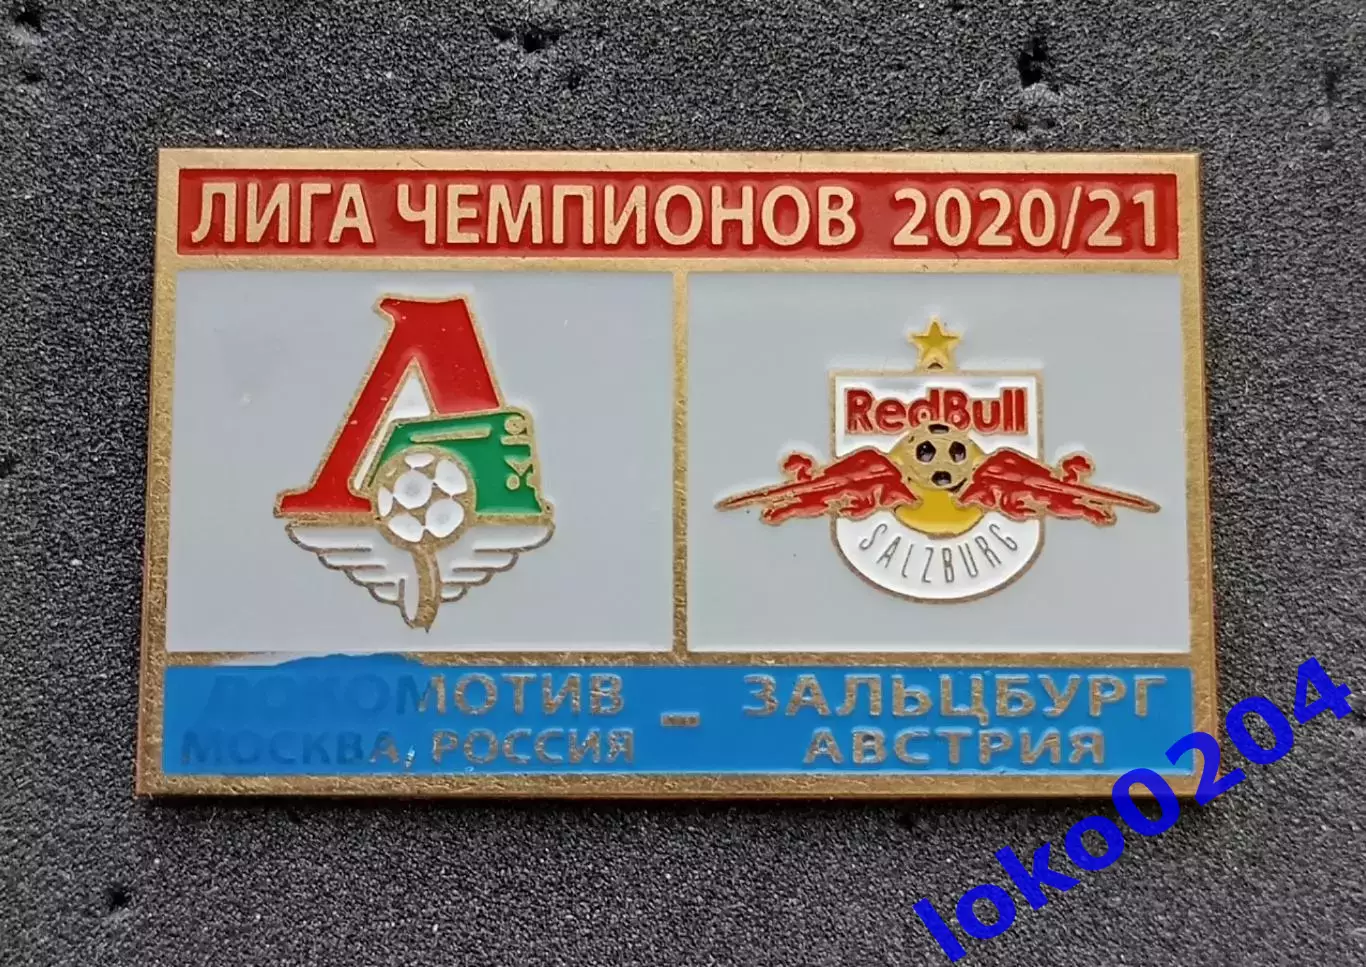 ЛИГА ЧЕМПИОНОВ 2020/21
RedBull
SALZBURG
ЛОКОМОТИВ - ЗАЛЬЦБУРГ
МОСКВА, РОССИЯ АВСТРИЯ
loko0204